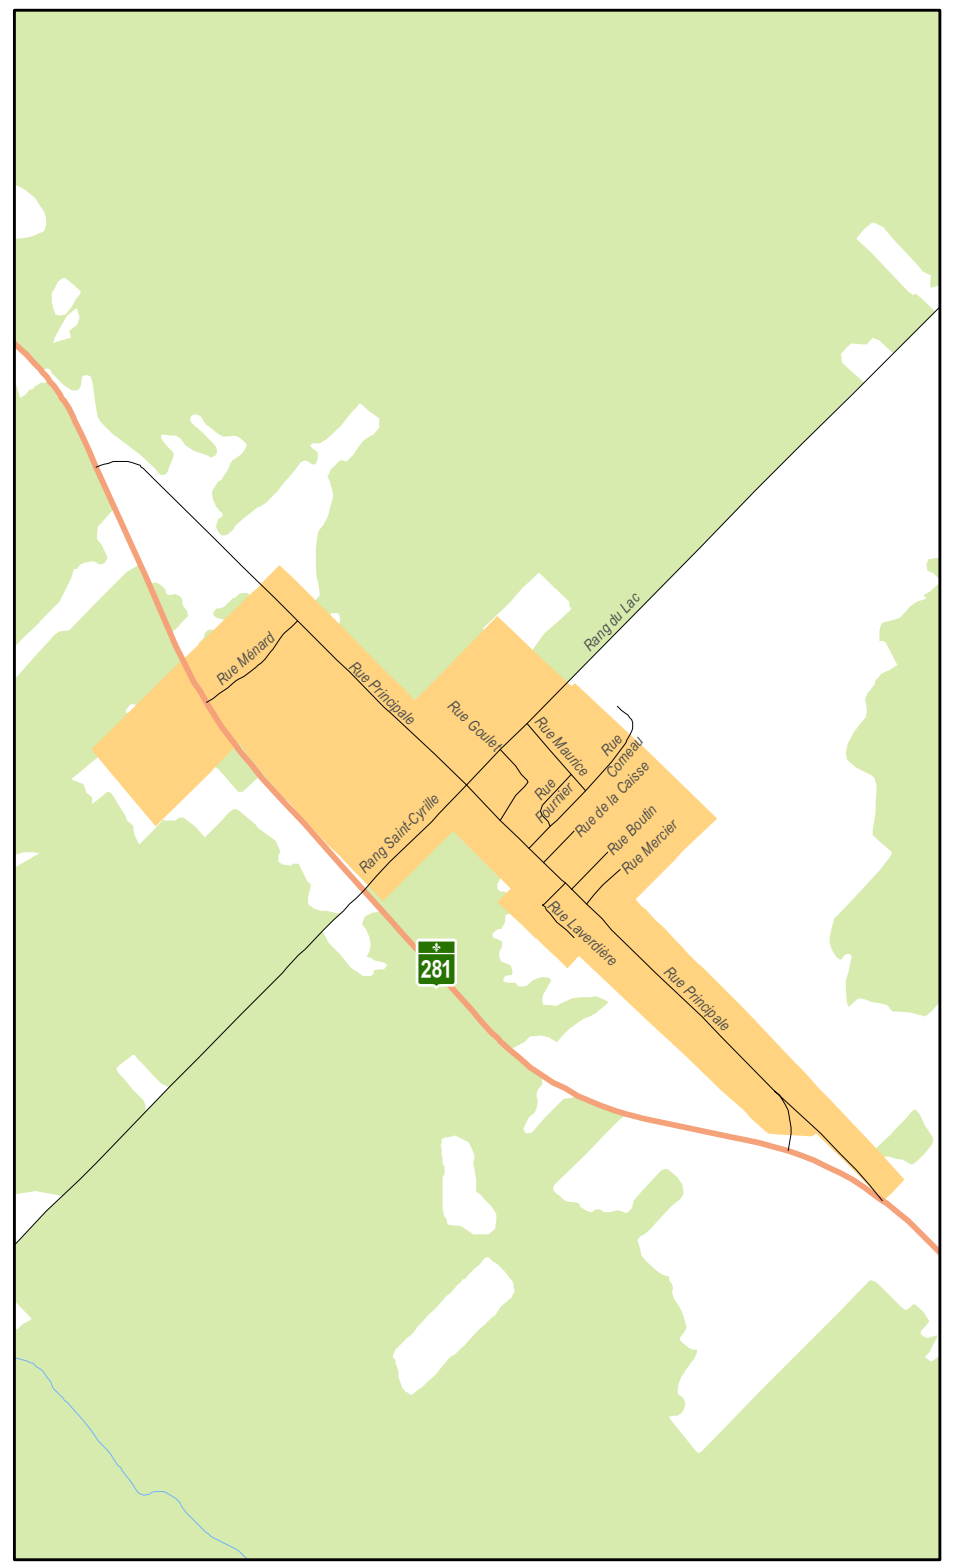 Rang du Lac
Rue Ménard
Rue Principale
Rue Goulet
Rue Maurice
Rue
Comeau
Rue
Fournier
Rue de la Caisse
Rang Saint-Cyrille
Rue Boutin
Rue Mercier
Rue Laverdière
281
Rue Principale